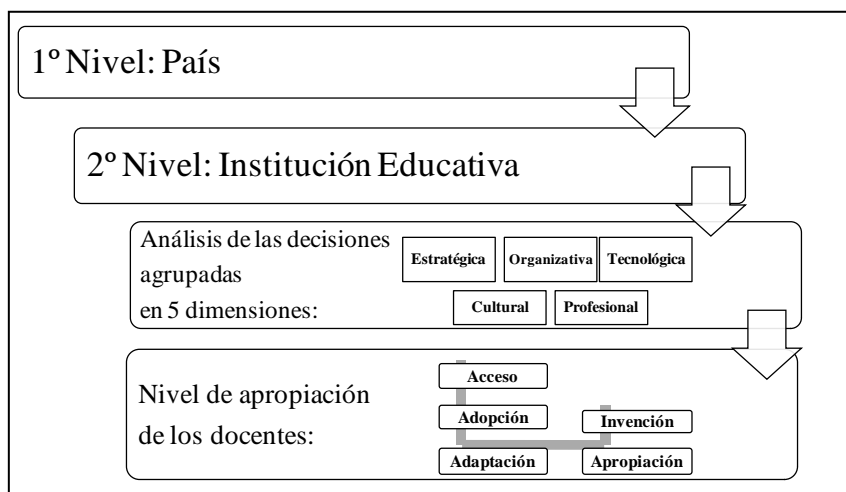 1º Nivel: País
2º Nivel: Institución Educativa
Análisis de las decisiones
agrupadas
en 5 dimensiones:
Estratégica
Organizativa
Tecnológica
Cultural
Profesional
Nivel de apropiación
de los docentes:
Acceso
Adopción
Adaptación
Apropiación
Invención